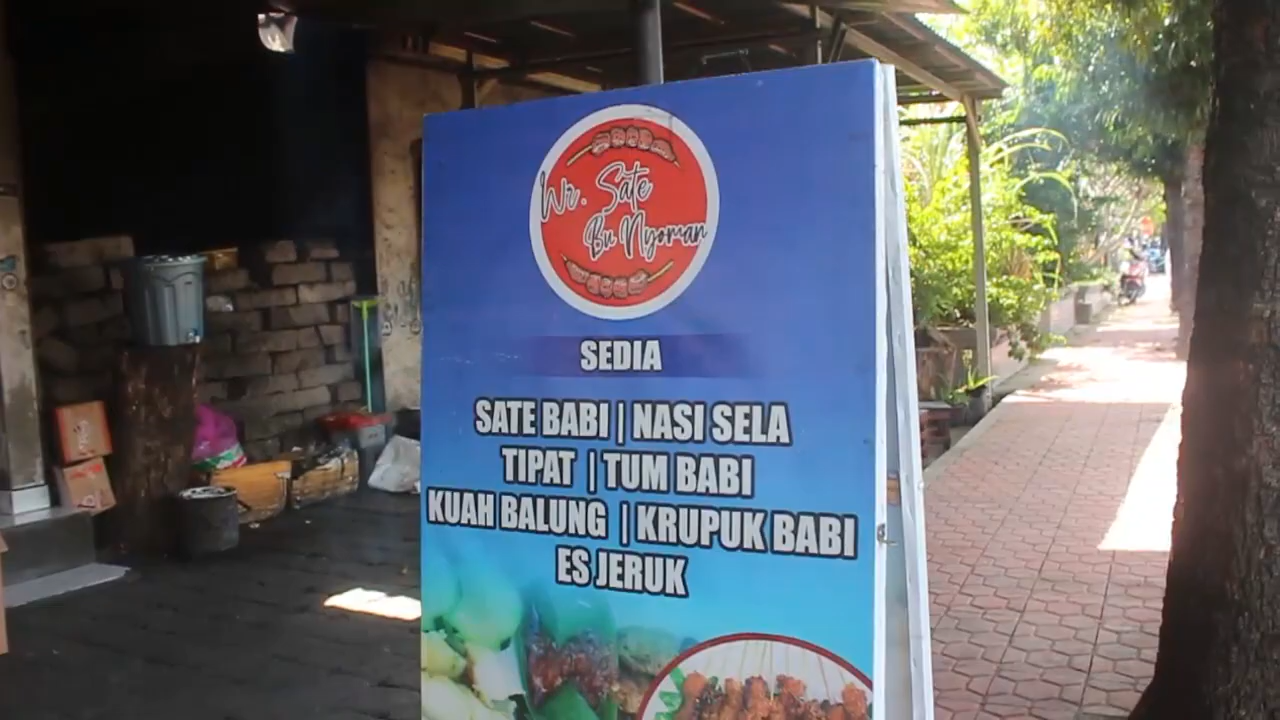 Wr. Sate
Bu Nyoman
SEDIA
SATE BABI | NASI SELA
TIPAT | TUM BABI
KUAH BALUNG | KRUPUK BABI
ES JERUK